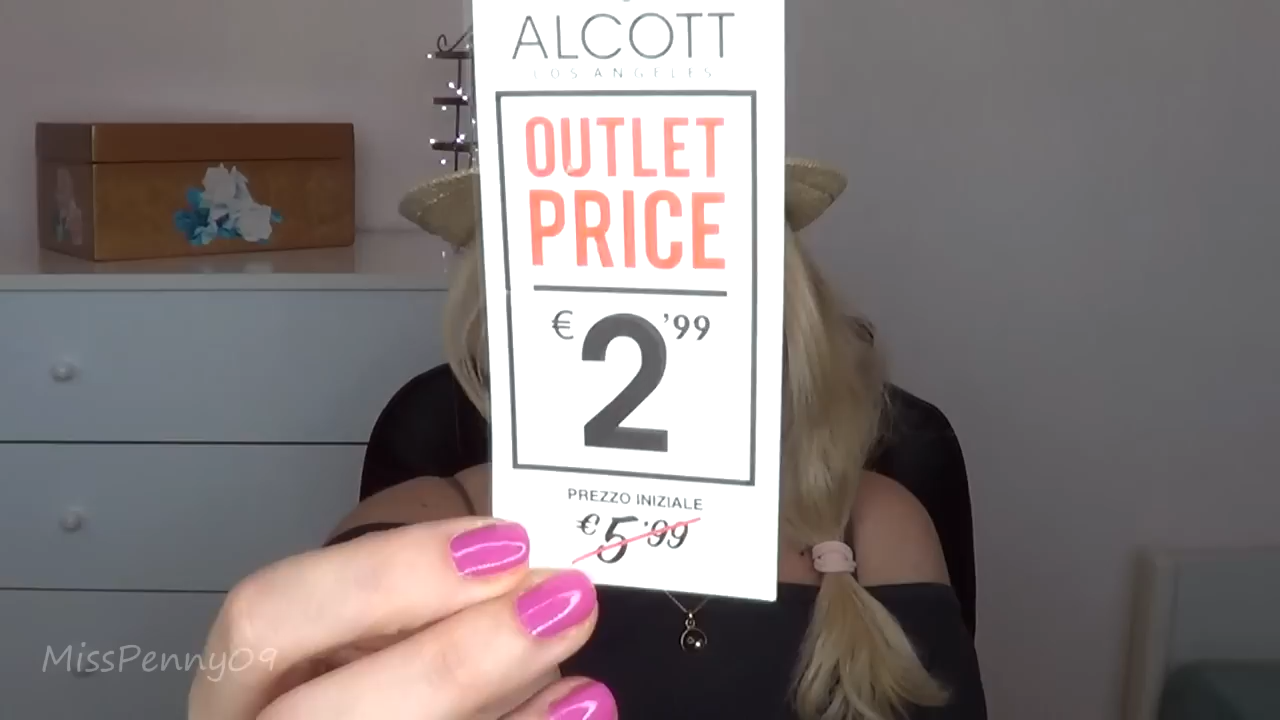 ALCOTT
LOS ANGELES
OUTLET
PRICE
€2'99
PREZZO INIZIALE
€5'99
MissPenny09